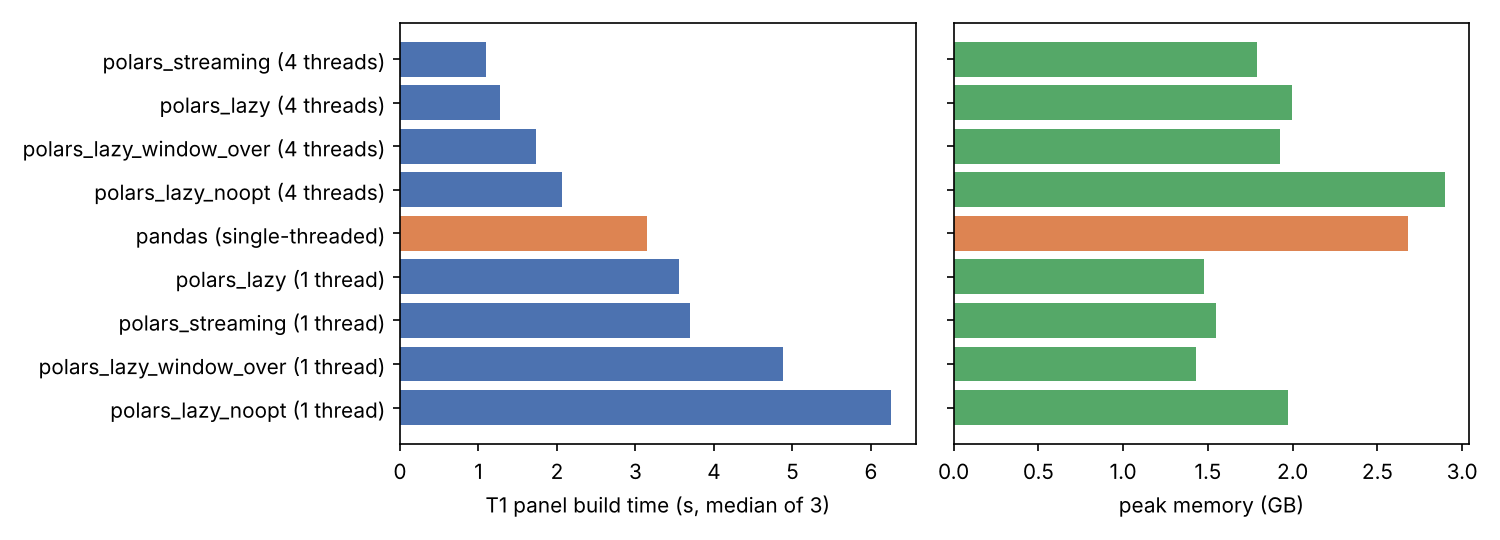 polars_streaming (4 threads)
polars_lazy (4 threads)
polars_lazy_window_over (4 threads)
polars_lazy_noopt (4 threads)
pandas (single-threaded)
polars_lazy (1 thread)
polars_streaming (1 thread)
polars_lazy_window_over (1 thread)
polars_lazy_noopt (1 thread)
0 1 2 3 4 5 6
T1 panel build time (s, median of 3)
0.0 0.5 1.0 1.5 2.0 2.5 3.0
peak memory (GB)